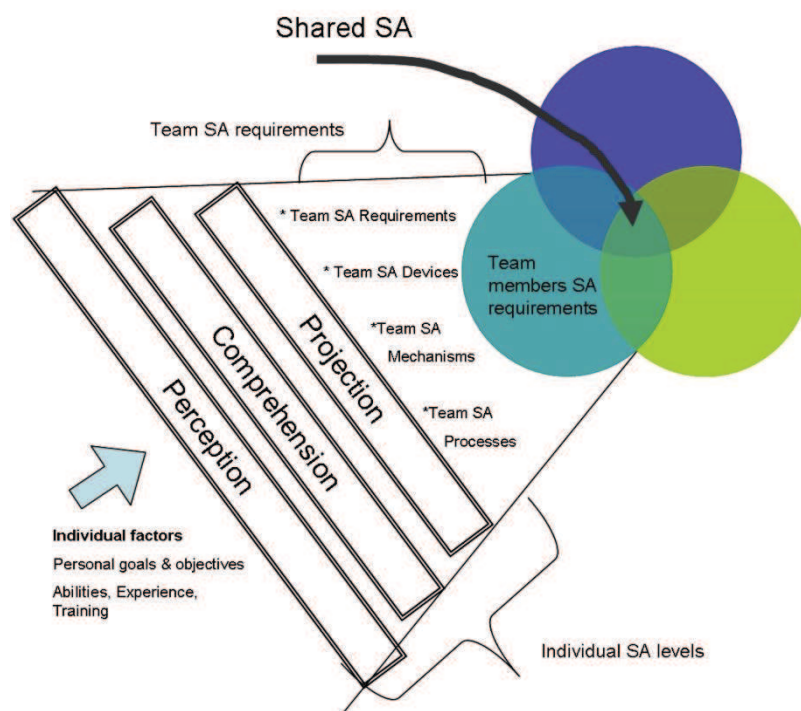 Shared SA
Team SA requirements
* Team SA Requirements
* Team SA Devices
*Team SA
Mechanisms
*Team SA
Processes
Team
members SA
requirements
Projection
Comprehension
Perception
Individual factors
Personal goals & objectives
Abilities, Experience,
Training
Individual SA levels